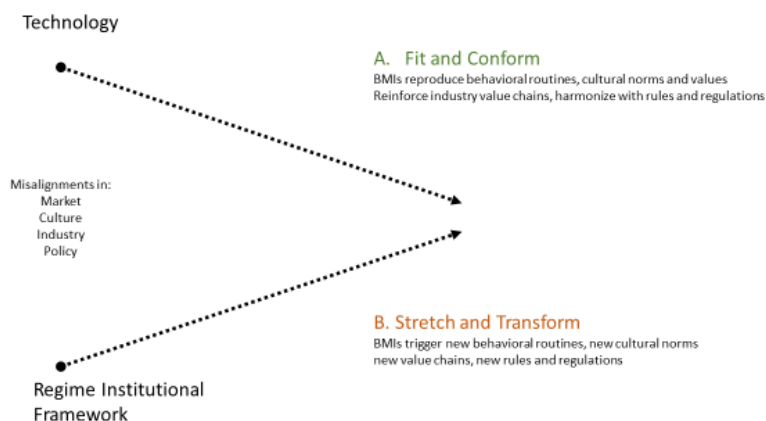 Technology
A. Fit and Conform
BMIs reproduce behavioral routines, cultural norms and values
Reinforce industry value chains, harmonize with rules and regulations
Misalignments in:
Market
Culture
Industry
Policy
B. Stretch and Transform
BMIs trigger new behavioral routines, new cultural norms
new value chains, new rules and regulations
Regime Institutional
Framework